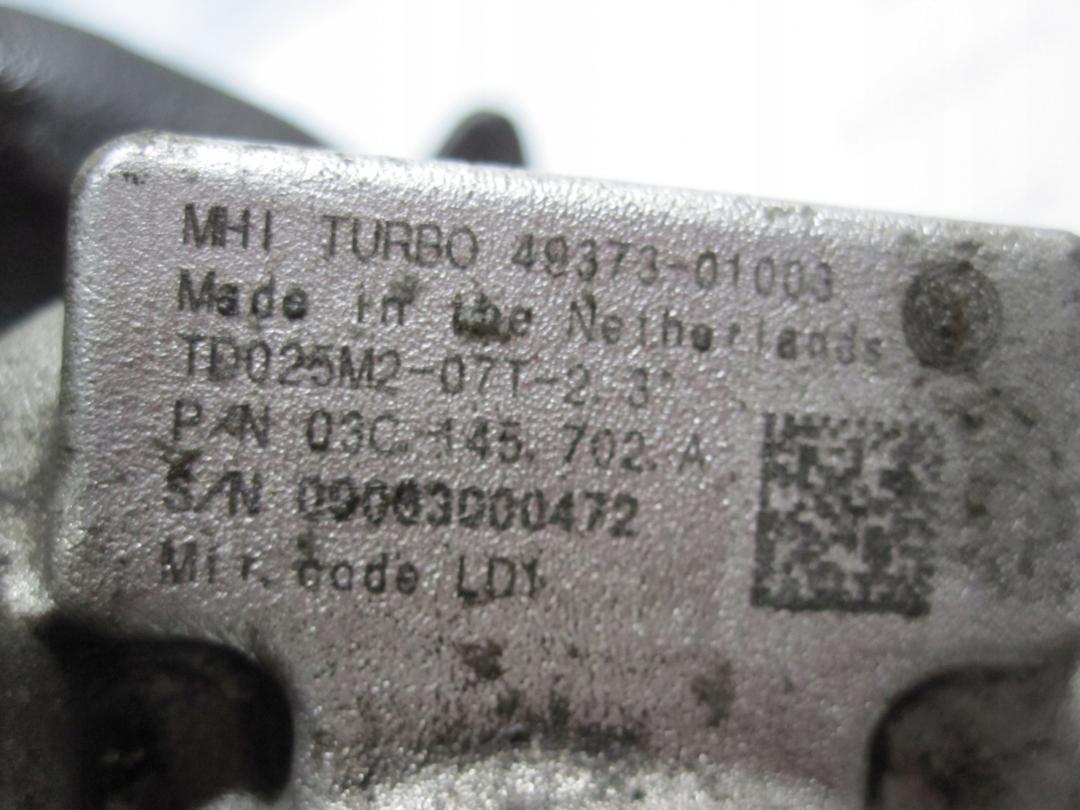 MHI TURBO 49373-01003
Made in the Netherlands
TD025M2-07T-2.3
P/N 03C.145.702.A
S/N 09063000472
Mfr. code LDY